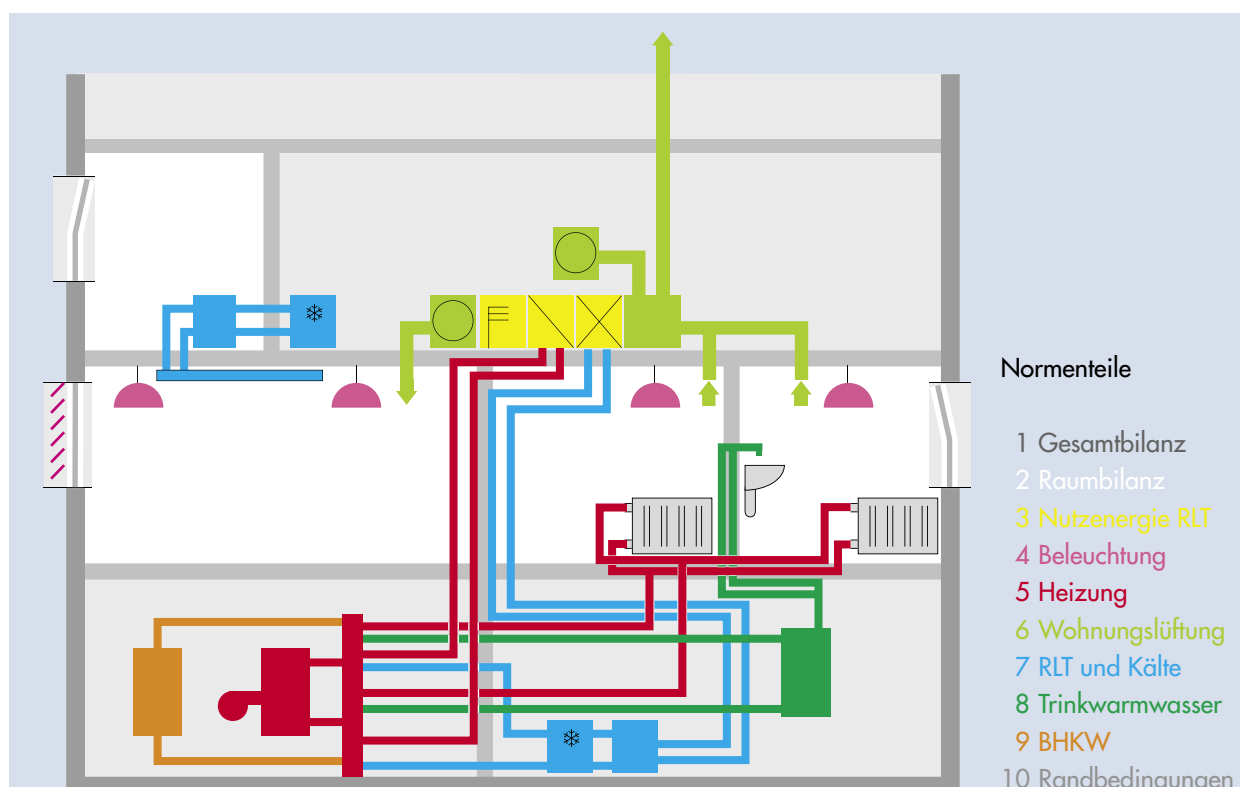 Normenteile
1 Gesamtbilanz
2 Raumbilanz
3 Nutzenergie RLT
4 Beleuchtung
5 Heizung
6 Wohnungslüftung
7 RLT und Kälte
8 Trinkwarmwasser
9 BHKW
10 Randbedingungen